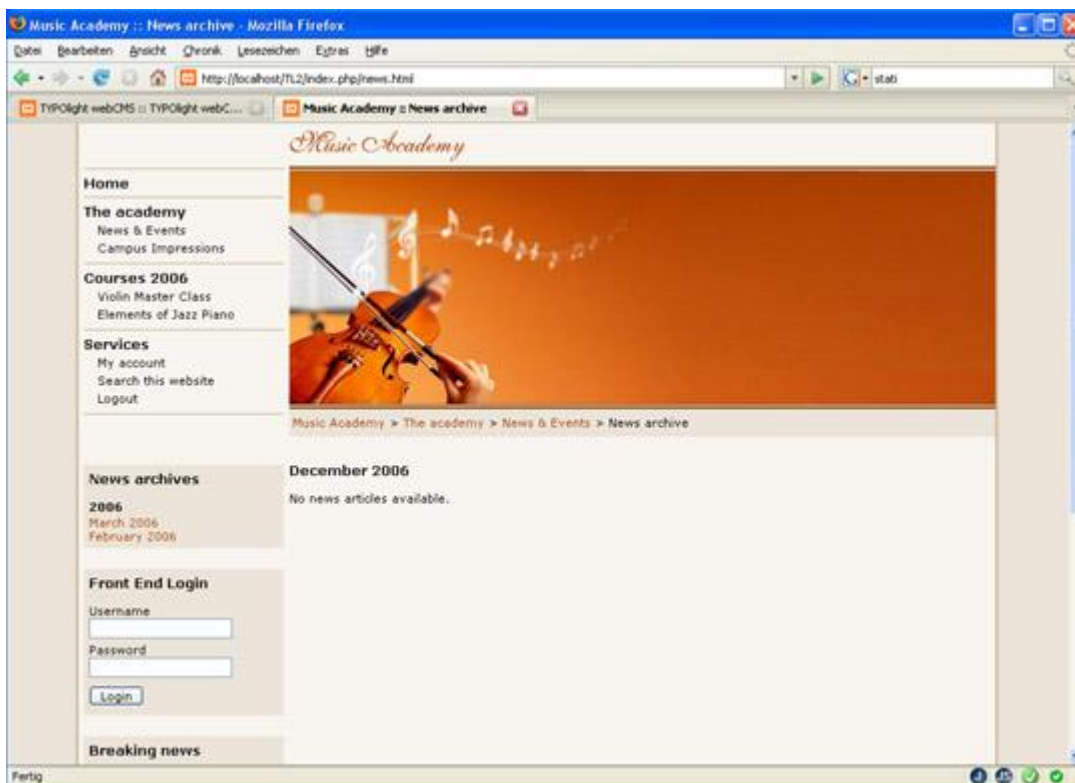 Music Academy :: News archive - Mozilla Firefox
Datei Bearbeiten Ansicht Chronik Lesezeichen Extras Hilfe
http://localhost/TL2/index.php/news.html
stati
TYPOlight webCMS :: TYPOlight webC...
Music Academy :: News archive
Music Academy
Home
The academy
News & Events
Campus Impressions
Courses 2006
Violin Master Class
Elements of Jazz Piano
Services
My account
Search this website
Logout
Music Academy > The academy > News & Events > News archive
News archives
2006
March 2006
February 2006
December 2006
No news articles available.
Front End Login
Username
Password
Login
Breaking news
Fertig